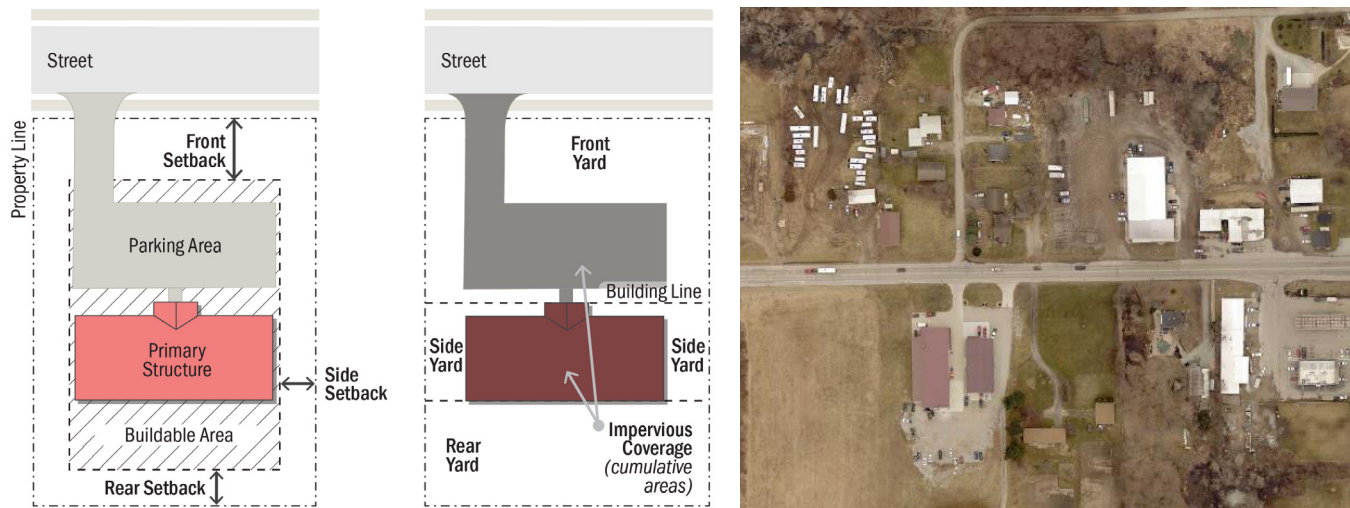 Street
Property Line
Front
Setback
Parking Area
Primary
Structure
Side
Setback
Buildable Area
Rear Setback
Street
Front
Yard
Building Line
Side
Yard
Side
Yard
Rear
Yard
Impervious
Coverage
(cumulative
areas)